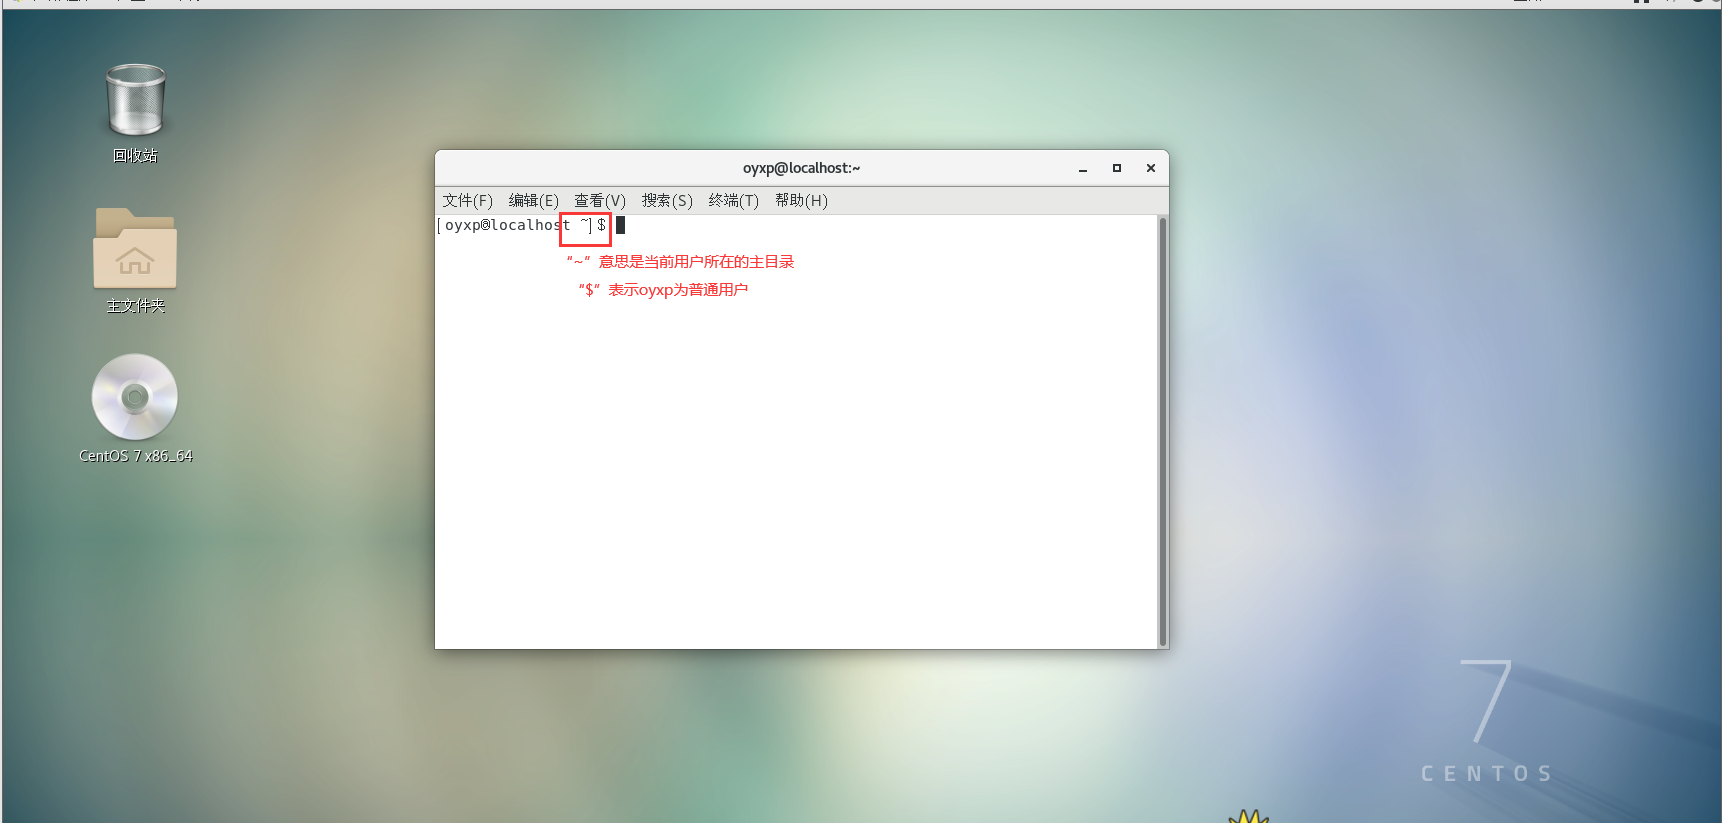 回收站
主文件夹
CentOS 7 x86_64
oyxp@localhost:~
文件(F) 编辑(E) 查看(V) 搜索(S) 终端(T) 帮助(H)
[oyxp@localhost ~]$
“~”意思是当前用户所在的主目录
“$”表示oyxp为普通用户
7
CENTOS